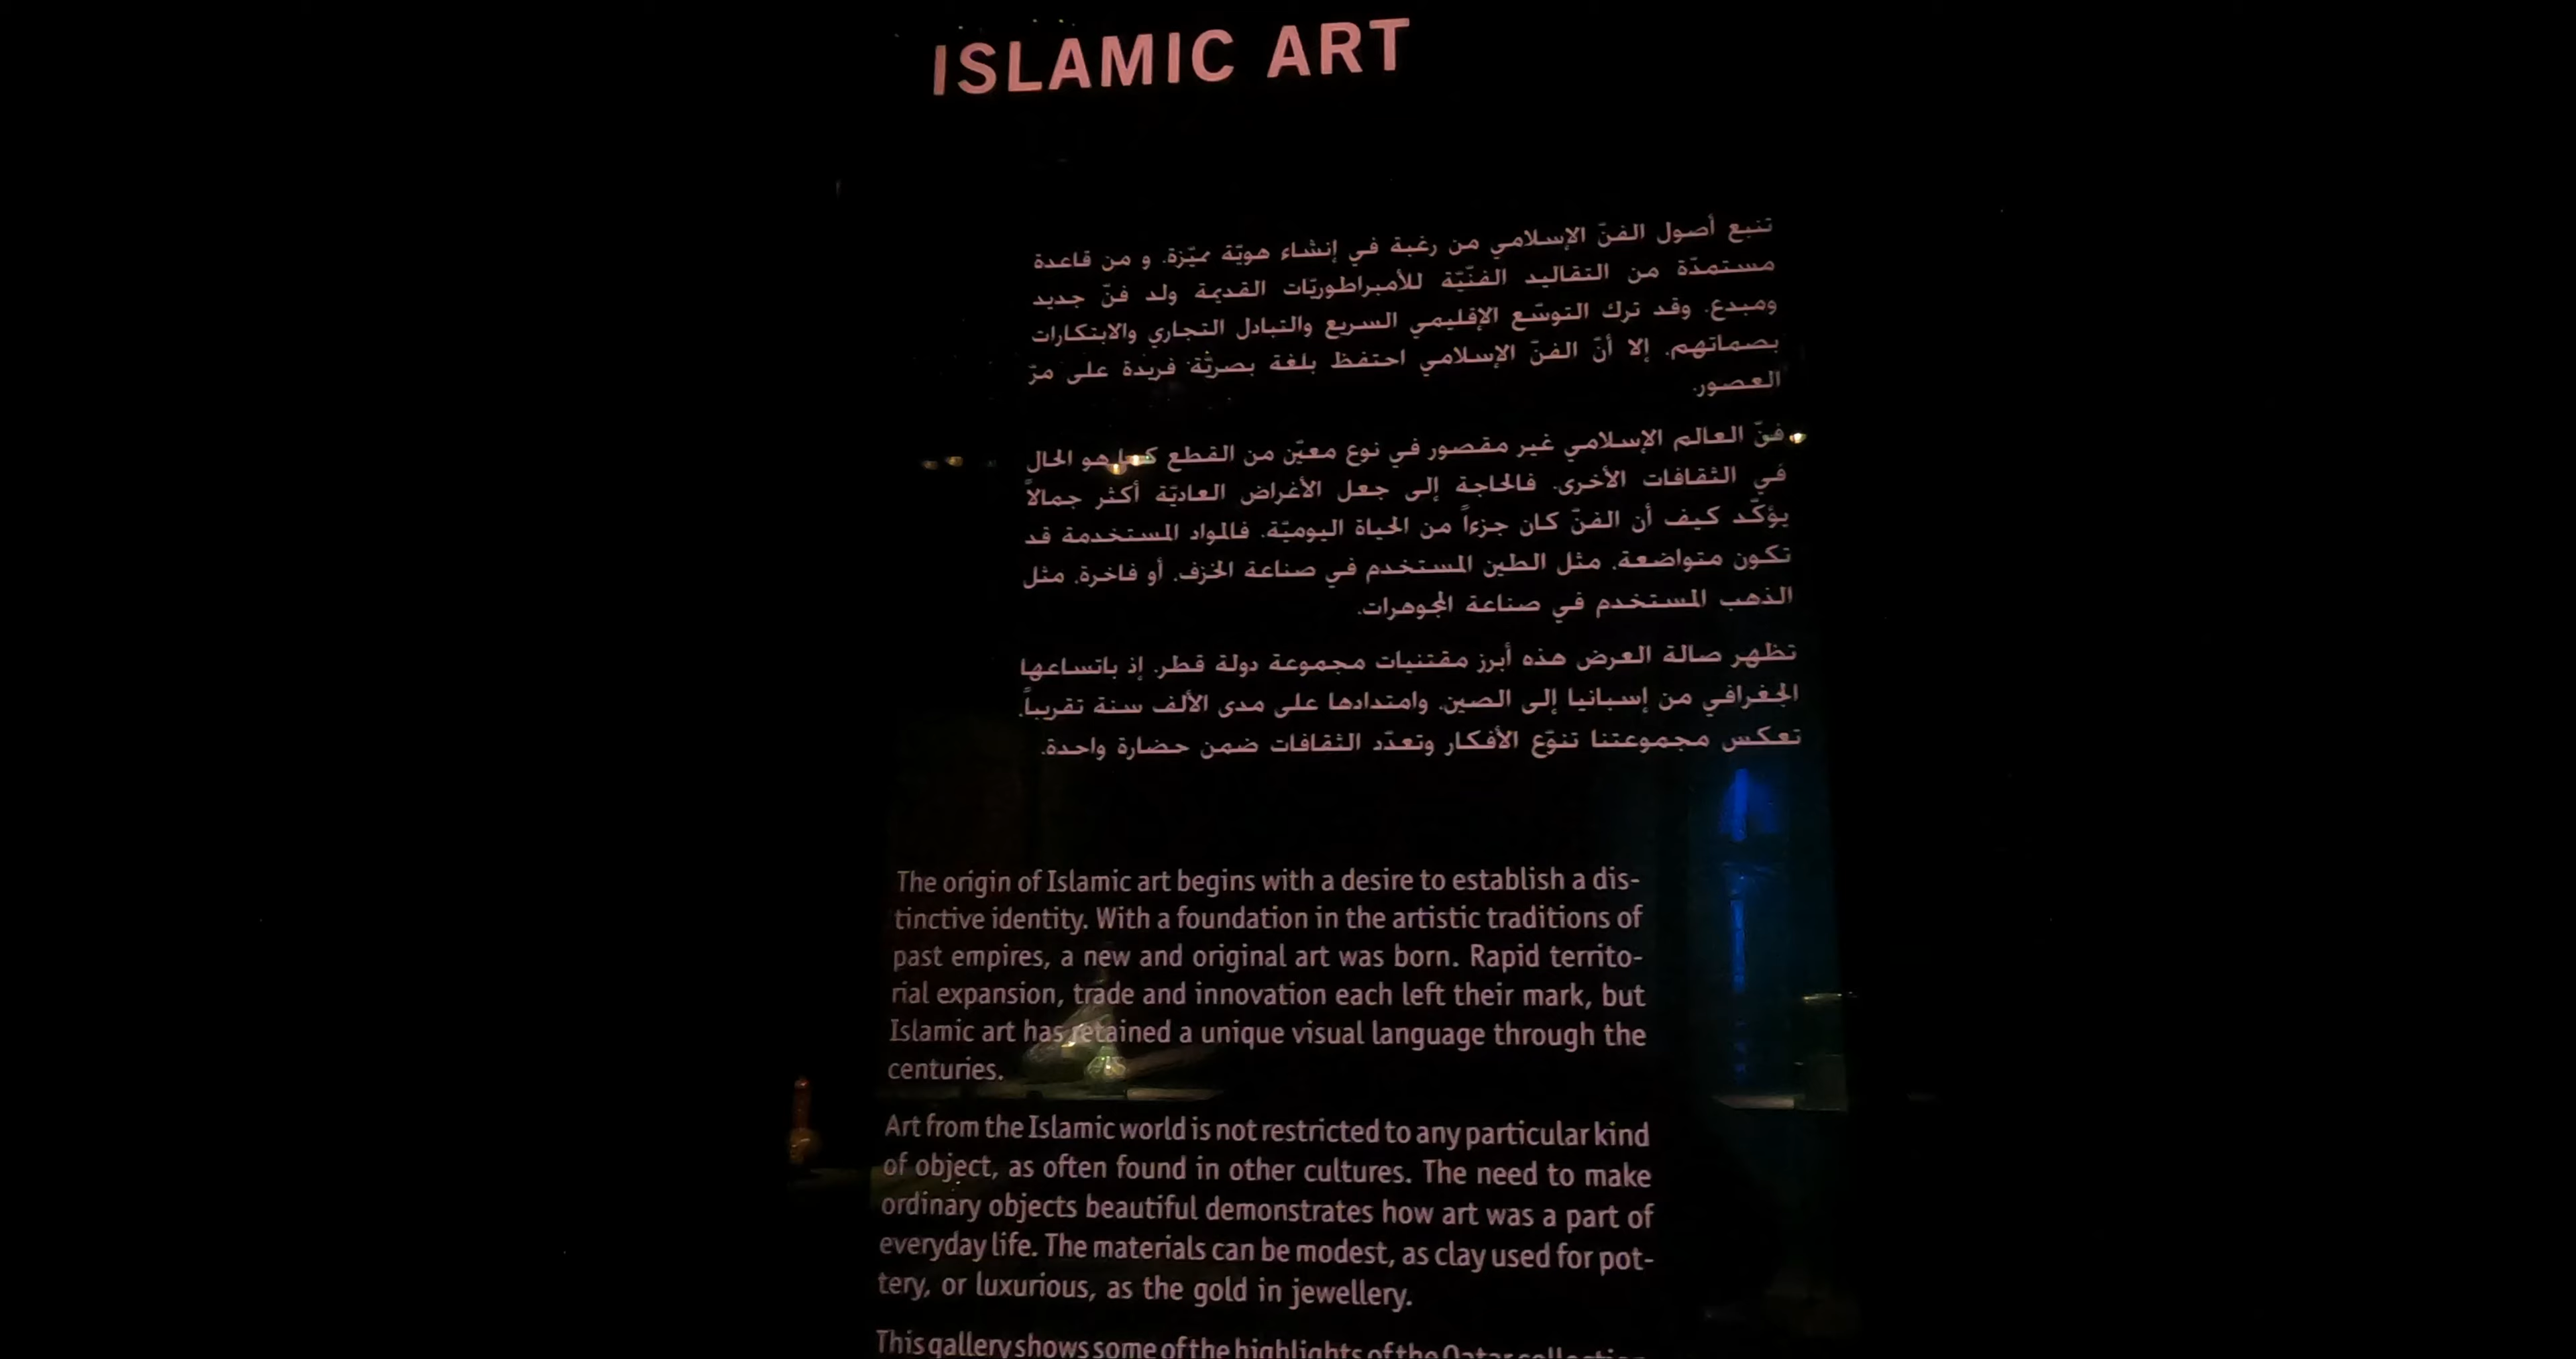 ISLAMIC ART
تنبع أصول الفنّ الإسلامي من رغبة في إنشاء هويّة مميّزة. و من قاعدة
مستمدّة من التقاليد الفنّيّة للأمبراطوريّات القديمة ولد فنّ جديد
ومبدع. وقد ترك التوسّع الإقليمي السريع والتبادل التجاري والابتكارات
بصماتهم. إلا أنّ الفنّ الإسلامي احتفظ بلغة بصريّة فريدة على مرّ
العصور.
فنّ العالم الإسلامي غير مقصور في نوع معيّن من القطع كما هو الحال
في الثقافات الأخرى. فالحاجة إلى جعل الأغراض العاديّة أكثر جمالاً
يؤكّد كيف أن الفنّ كان جزءاً من الحياة اليوميّة. فالمواد المستخدمة قد
تكون متواضعة، مثل الطين المستخدم في صناعة الخزف، أو فاخرة، مثل
الذهب المستخدم في صناعة المجوهرات.
تظهر صالة العرض هذه أبرز مقتنيات مجموعة دولة قطر. إذ باتساعها
الجغرافي من إسبانيا إلى الصين، وامتدادها على مدى الألف سنة تقريباً،
تعكس مجموعتنا تنوّع الأفكار وتعدّد الثقافات ضمن حضارة واحدة.
The origin of Islamic art begins with a desire to establish a dis-
tinctive identity. With a foundation in the artistic traditions of
past empires, a new and original art was born. Rapid territo-
rial expansion, trade and innovation each left their mark, but
Islamic art has retained a unique visual language through the
centuries.
Art from the Islamic world is not restricted to any particular kind
of object, as often found in other cultures. The need to make
ordinary objects beautiful demonstrates how art was a part of
everyday life. The materials can be modest, as clay used for pot-
tery, or luxurious, as the gold in jewellery.
This gallery shows some of the highlights of the Qatar collection